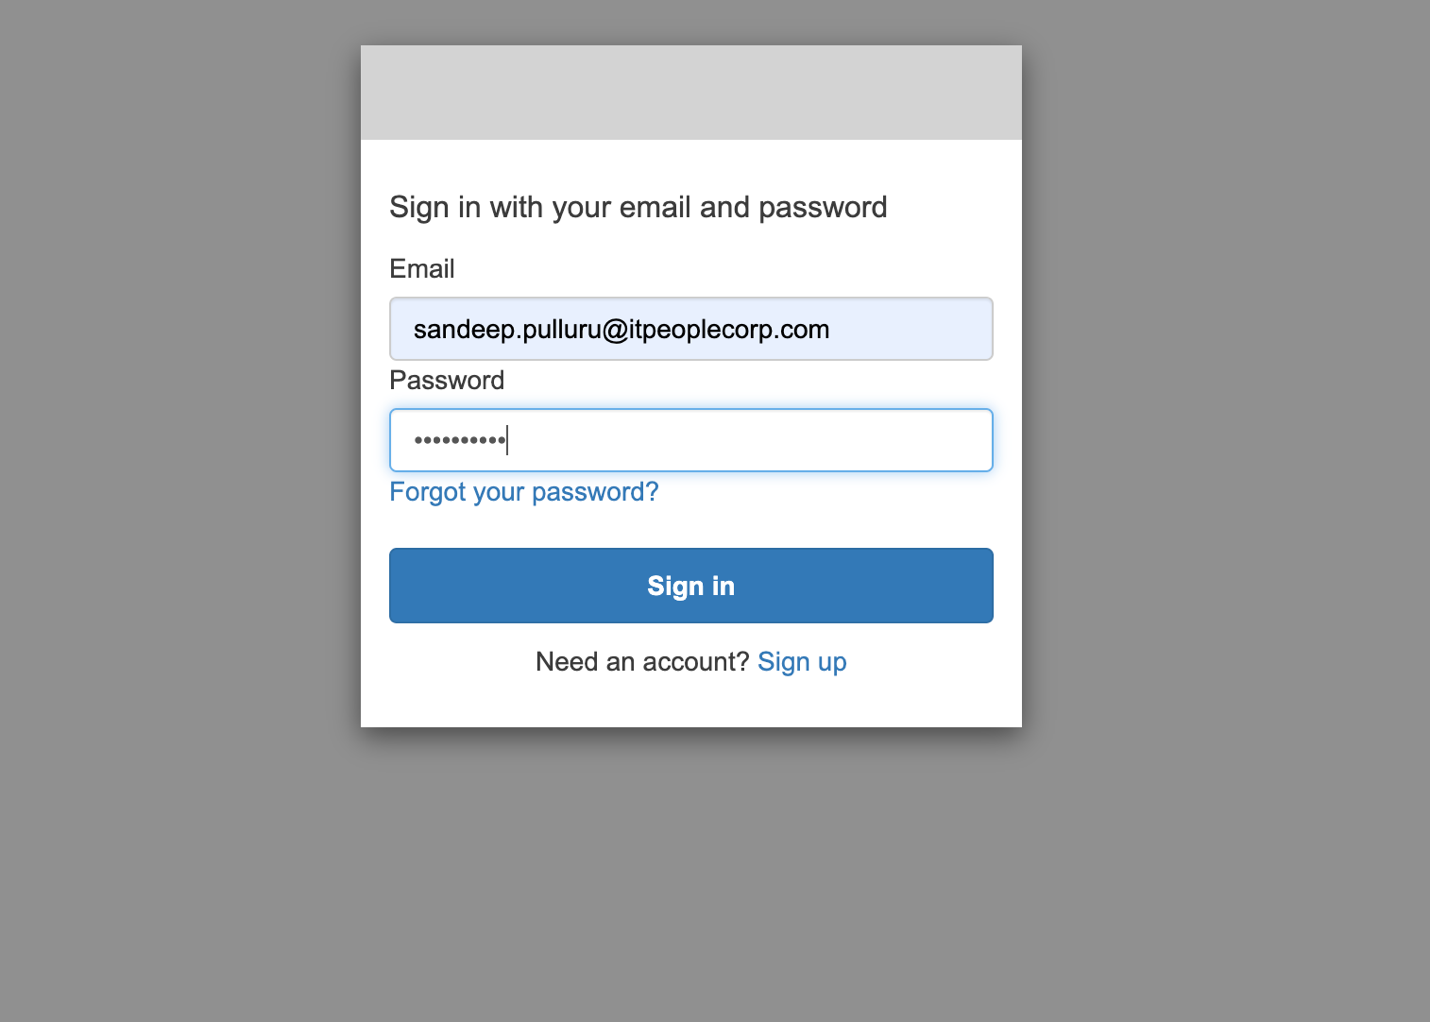 Sign in with your email and password
Email
sandeep.pulluru@itpeoplecorp.com
Password
••••••••••
Forgot your password?
Sign in
Need an account? Sign up